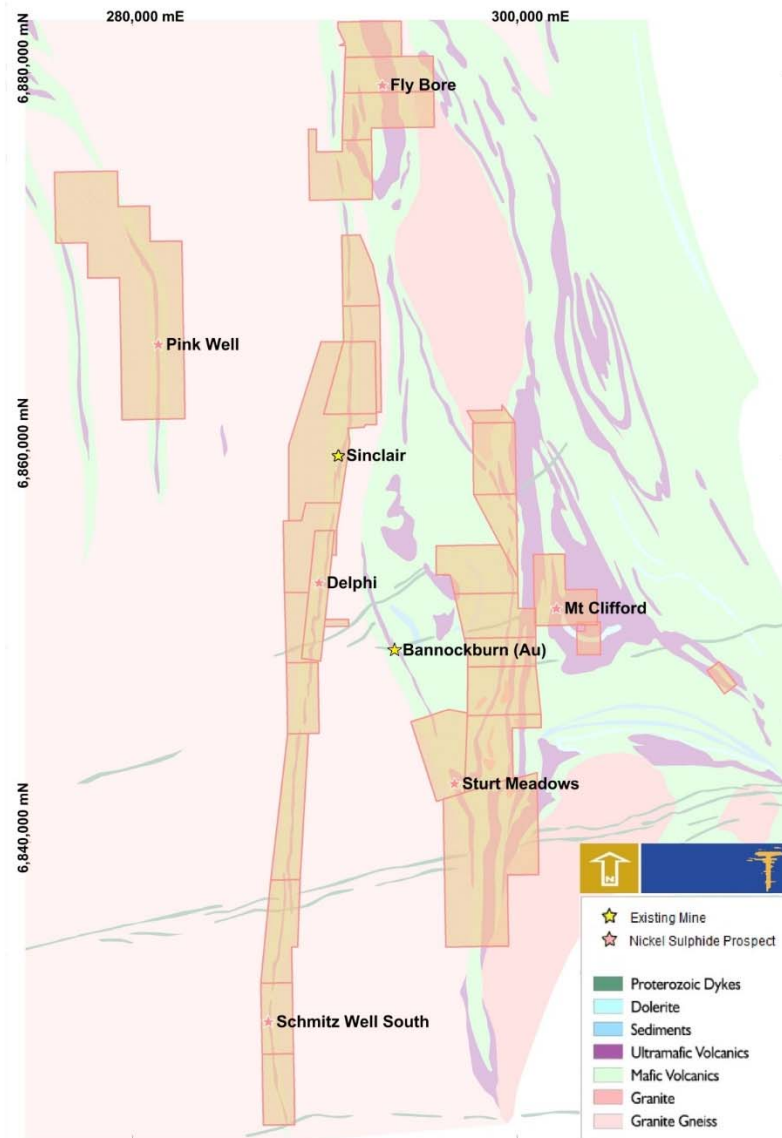 280,000 mE
300,000 mE
6,880,000 mN
Fly Bore
Pink Well
6,860,000 mN
Sinclair
Delphi
Mt Clifford
Bannockburn (Au)
Sturt Meadows
6,840,000 mN
N
Existing Mine
Nickel Sulphide Prospect
Proterozoic Dykes
Dolerite
Sediments
Ultramafic Volcanics
Mafic Volcanics
Granite
Granite Gneiss
Schmitz Well South